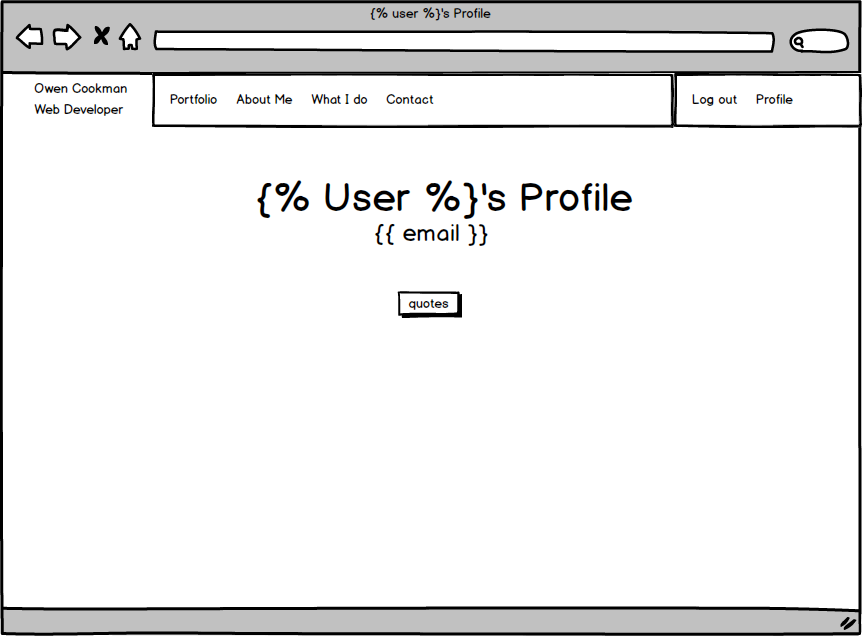 {% user %}'s Profile
Owen Cookman
Web Developer
Portfolio About Me What I do Contact
Log out Profile
{% User %}'s Profile
{{ email }}
quotes